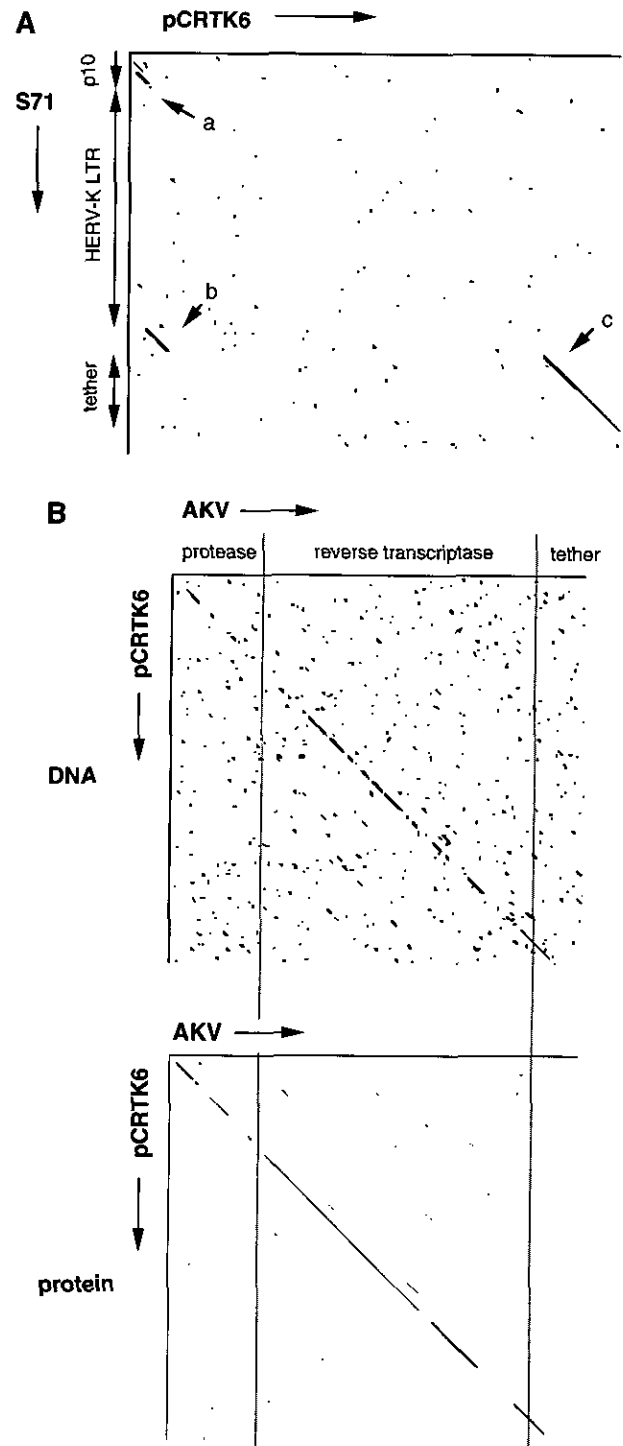 A
pCRTK6
S71
p10
a
HERV-K LTR
b
c
tether
B
AKV
protease
reverse transcriptase
tether
pCRTK6
DNA
AKV
pCRTK6
protein